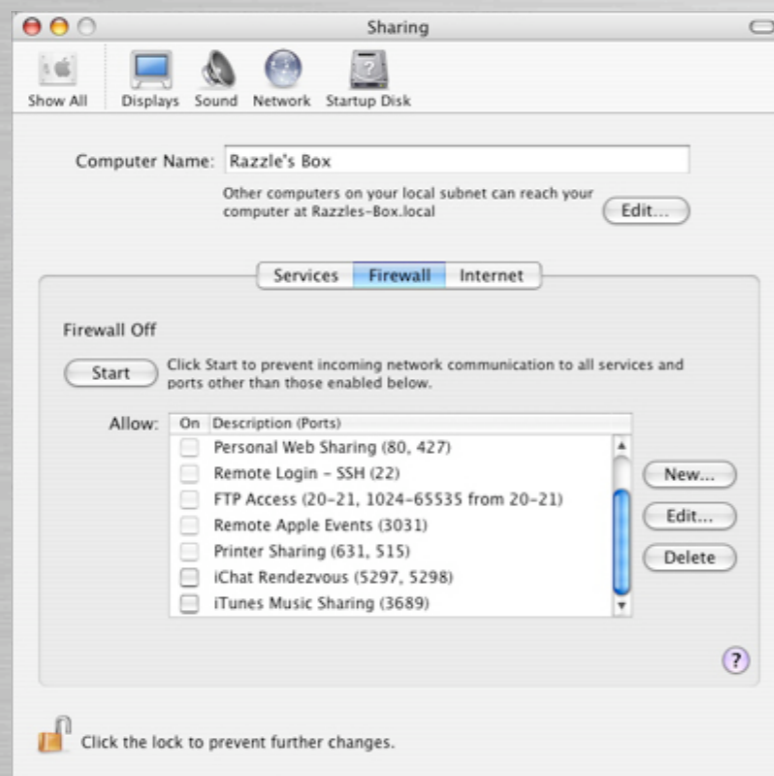 Sharing
Show All
Displays
Sound
Network
Startup Disk
Computer Name: Razzle's Box
Other computers on your local subnet can reach your
computer at Razzles-Box.local
Edit...
Services
Firewall
Internet
Firewall Off
Start
Click Start to prevent incoming network communication to all services and
ports other than those enabled below.
Allow:
On Description (Ports)
Personal Web Sharing (80, 427)
Remote Login – SSH (22)
FTP Access (20-21, 1024-65535 from 20-21)
Remote Apple Events (3031)
Printer Sharing (631, 515)
iChat Rendezvous (5297, 5298)
iTunes Music Sharing (3689)
New...
Edit...
Delete
?
Click the lock to prevent further changes.